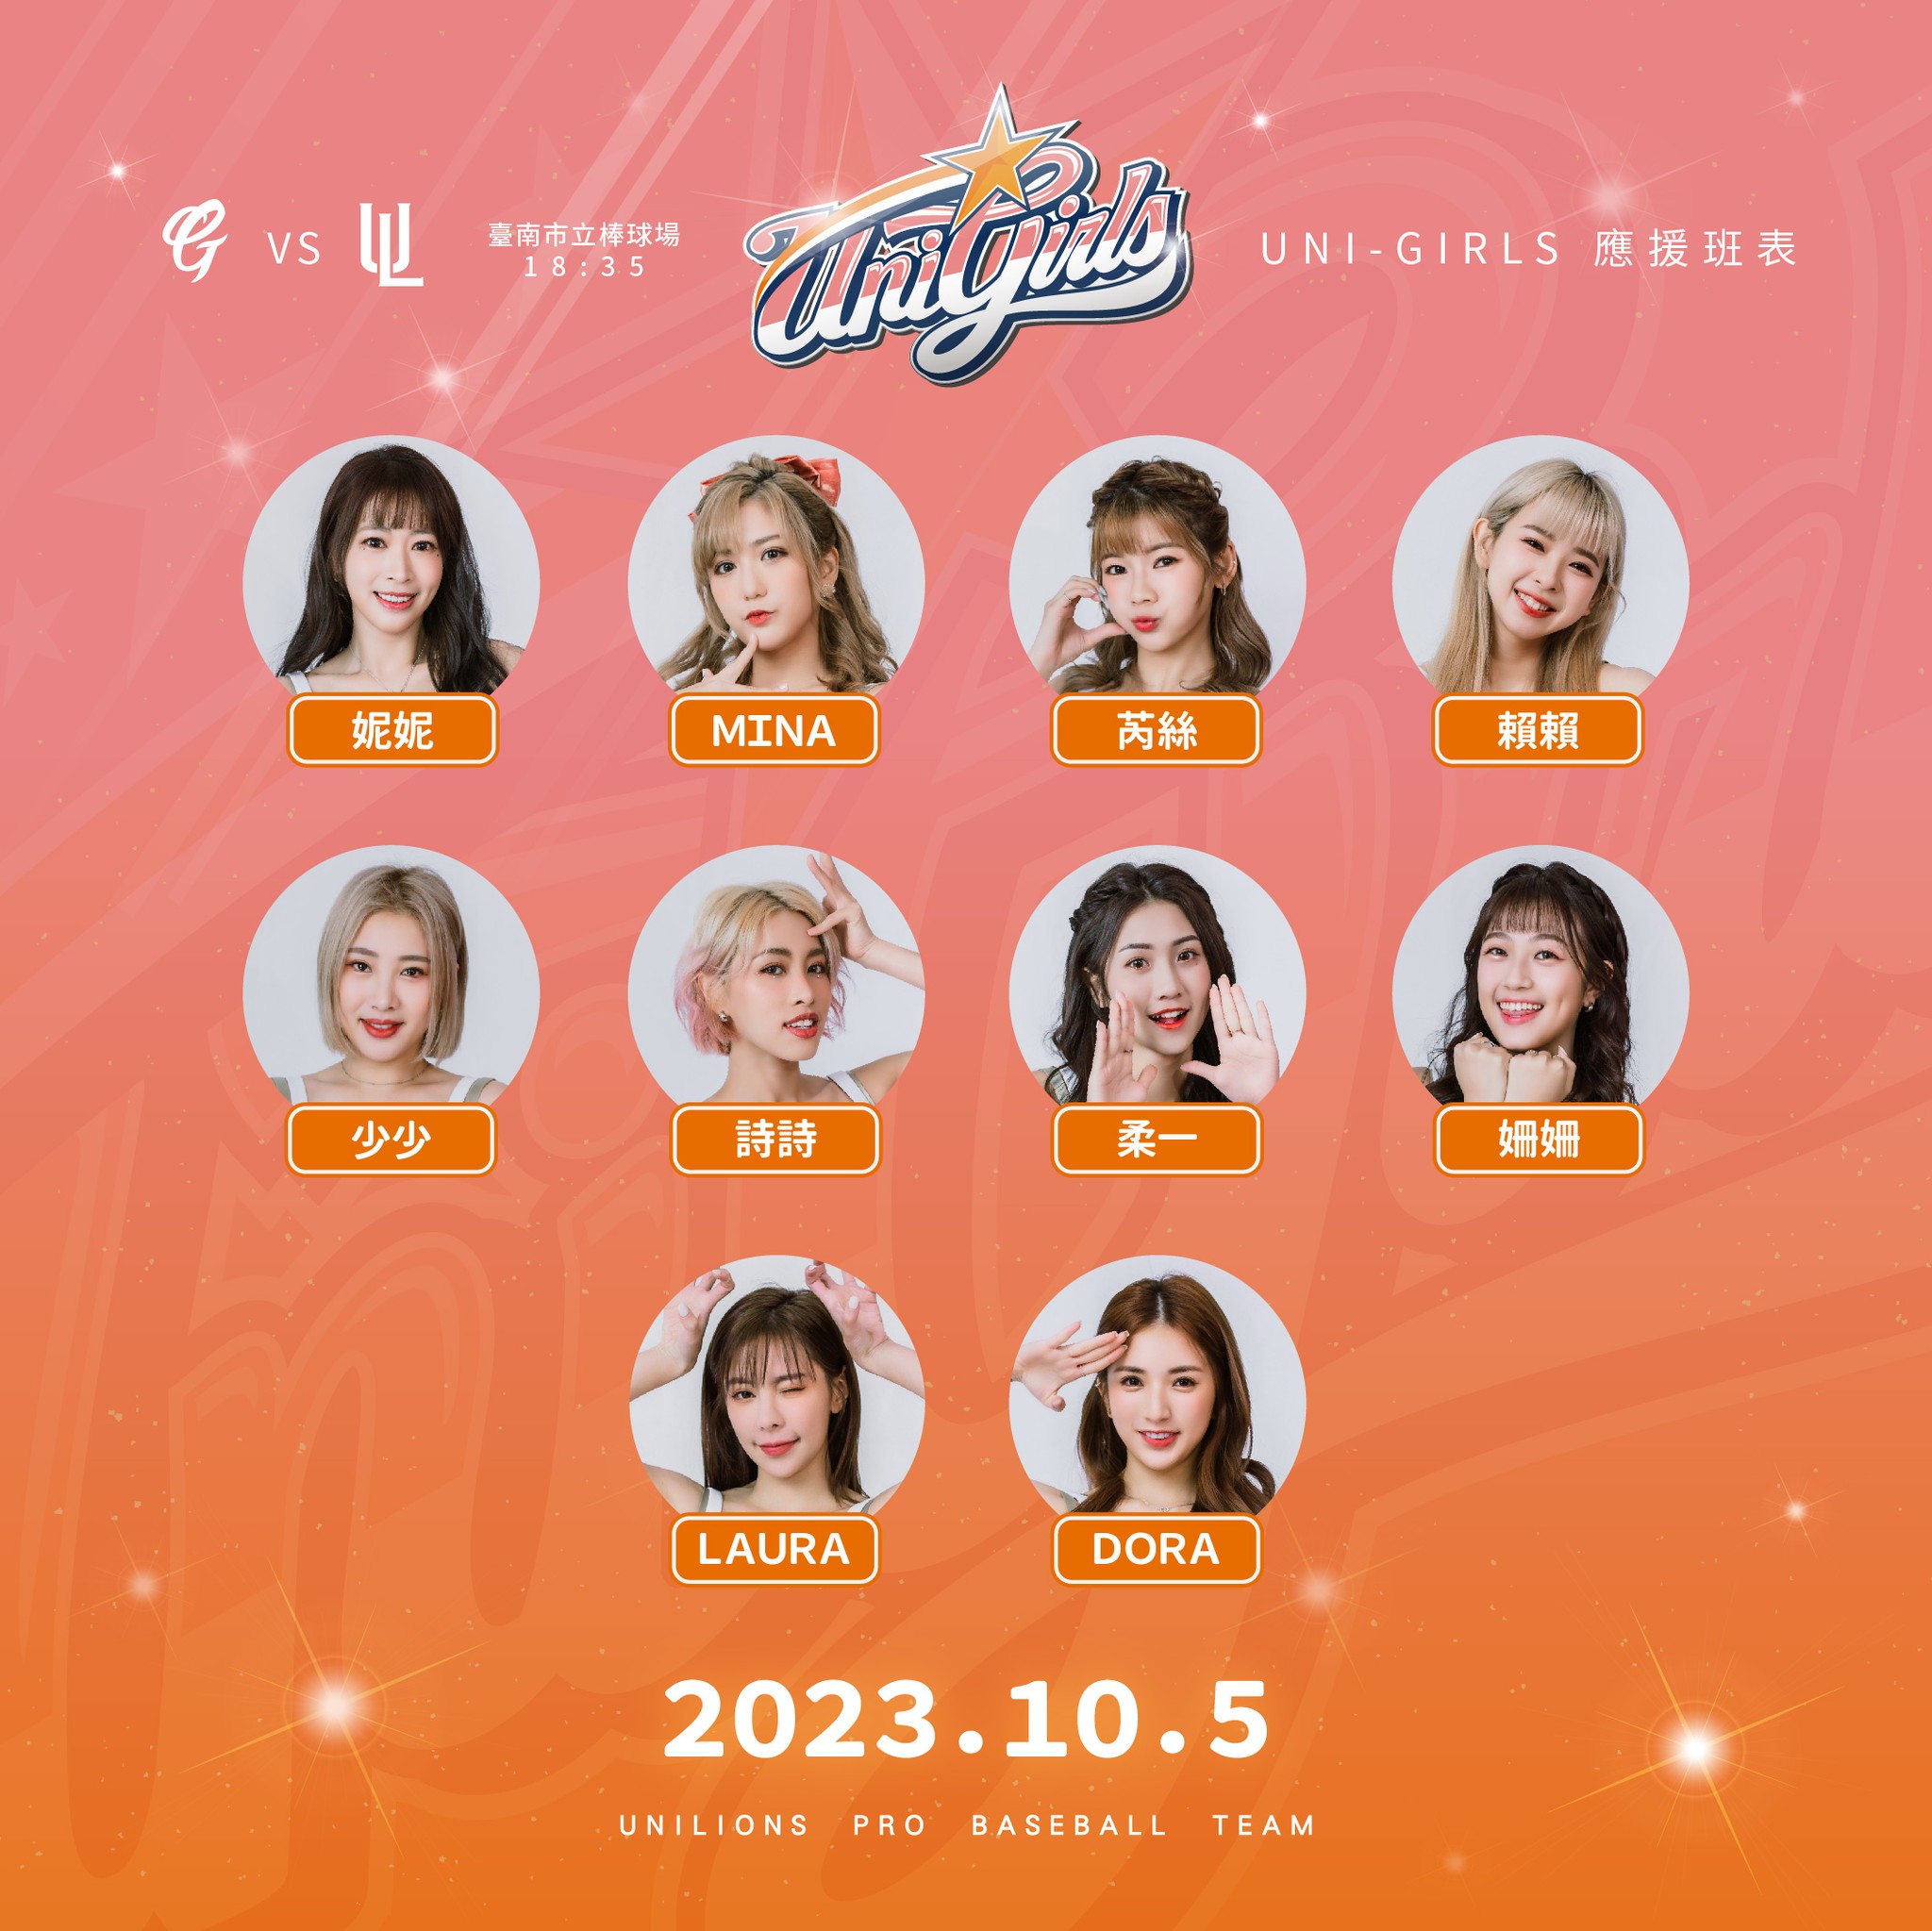 G VS UL
臺南市立棒球場
18:35
UniGirls
UNI-GIRLS 應援班表
妮妮
MINA
芮絲
賴賴
少少
詩詩
柔一
姍姍
LAURA
DORA
2023.10.5
UNILIONS PRO BASEBALL TEAM